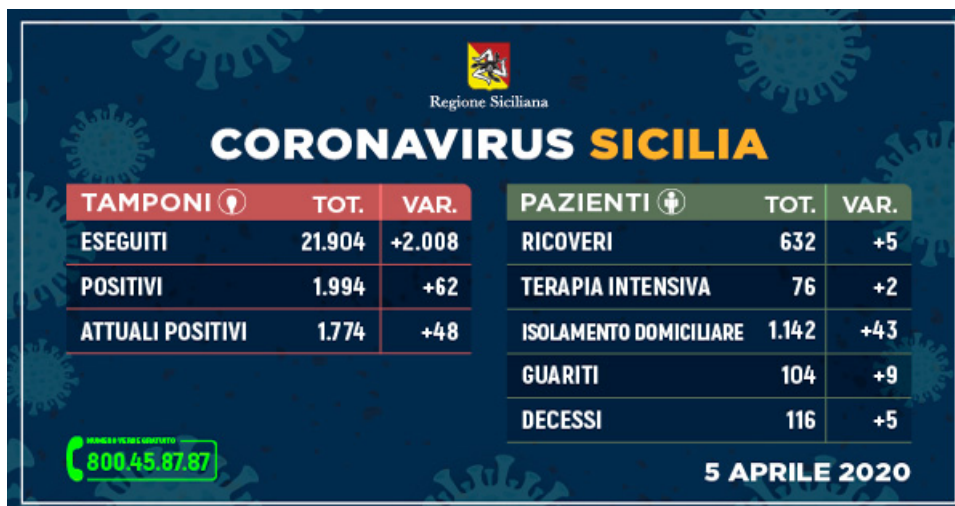 Regione Siciliana
CORONAVIRUS SICILIA
TAMPONI TOT. VAR.
ESEGUITI 21.904 +2.008
POSITIVI 1.994 +62
ATTUALI POSITIVI 1.774 +48
PAZIENTI TOT. VAR.
RICOVERI 632 +5
TERAPIA INTENSIVA 76 +2
ISOLAMENTO DOMICILIARE 1.142 +43
GUARITI 104 +9
DECESSI 116 +5
NUMERO VERDE GRATUITO
800.45.87.87
5 APRILE 2020